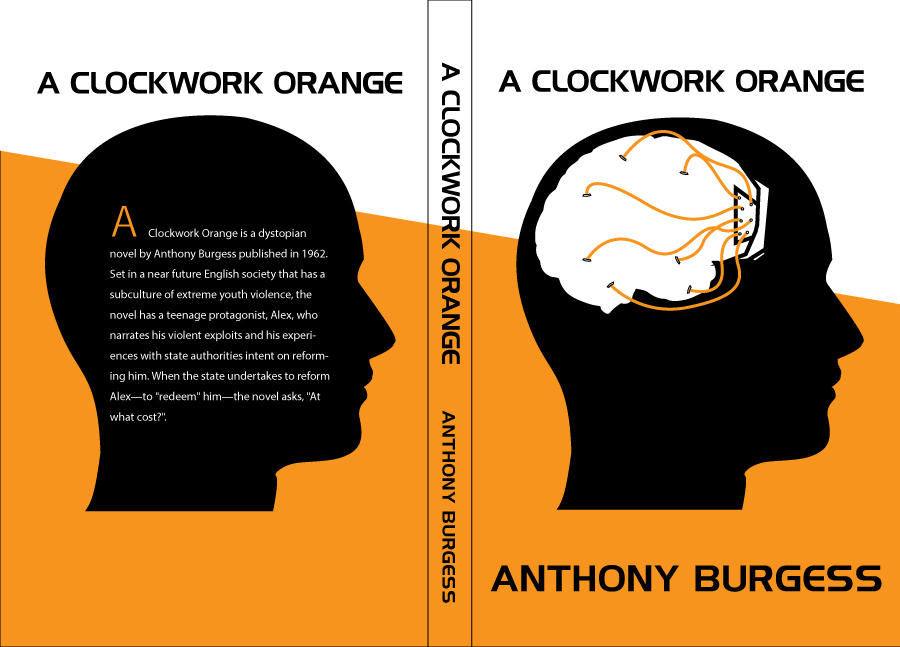 A CLOCKWORK ORANGE
A Clockwork Orange is a dystopian
novel by Anthony Burgess published in 1962.
Set in a near future English society that has a
subculture of extreme youth violence, the
novel has a teenage protagonist, Alex, who
narrates his violent exploits and his experi-
ences with state authorities intent on reform-
ing him. When the state undertakes to reform
Alex—to "redeem" him—the novel asks, "At
what cost?".
A CLOCKWORK ORANGE
ANTHONY BURGESS
A CLOCKWORK ORANGE
ANTHONY BURGESS